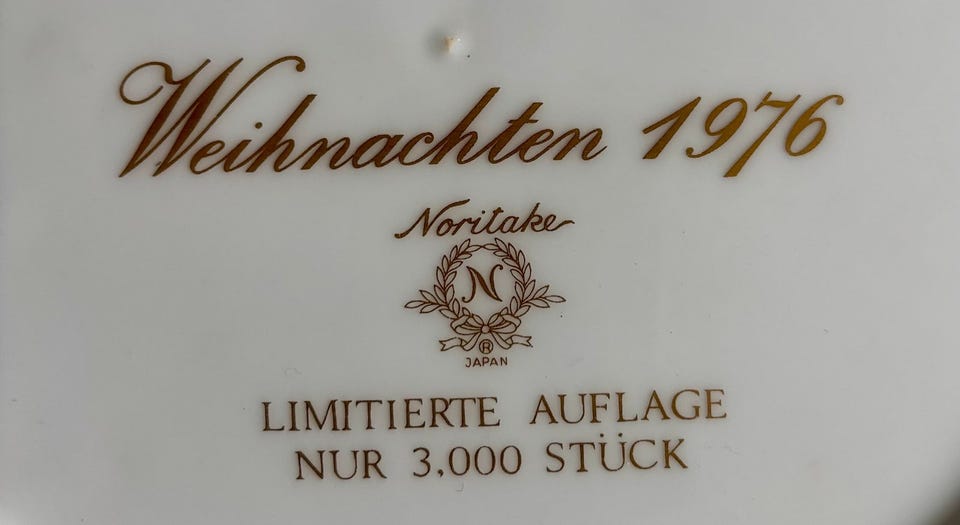 Weihnachten 1976
Noritake
N
®
JAPAN
LIMITIERTE AUFLAGE
NUR 3,000 STÜCK